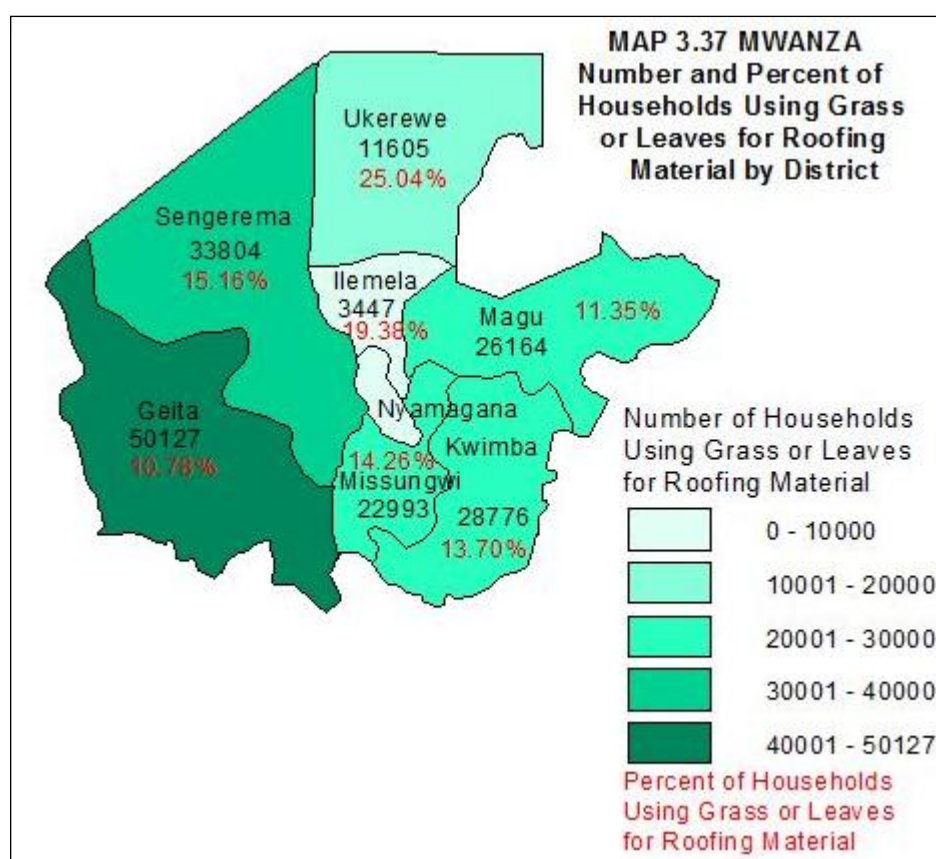 MAP 3.37 MWANZA
Number and Percent of
Households Using Grass
or Leaves for Roofing
Material by District
Ukerewe
11605
25.04%
Sengerema
33804
15.16%
Ilemela
3447
19.38%
Magu
26164
11.35%
Geita
50127
10.78%
Nyamagana
Kwimba
28776
13.70%
14.26%
Missungwi
22993
Number of Households
Using Grass or Leaves
for Roofing Material
0 - 10000
10001 - 20000
20001 - 30000
30001 - 40000
40001 - 50127
Percent of Households
Using Grass or Leaves
for Roofing Material